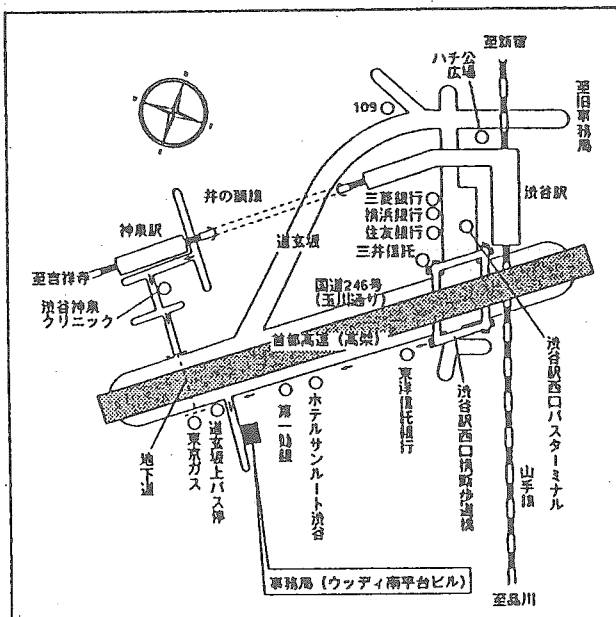 至新宿
ハチ公
広場
至旧事務局
109
渋谷駅
井の頭線
三菱銀行
横浜銀行
住友銀行
三井信託
神泉駅
道玄坂
至吉祥寺
渋谷神泉
クリニック
国道246号
(玉川通り)
首都高速(高架)
渋谷駅西口バスターミナル
渋谷駅西口横断歩道橋
東洋信託銀行
ホテルサンルート渋谷
第一勧銀
道玄坂上バス停
東京ガス
地下道
山手線
事務局(ウッディ南平台ビル)
至品川